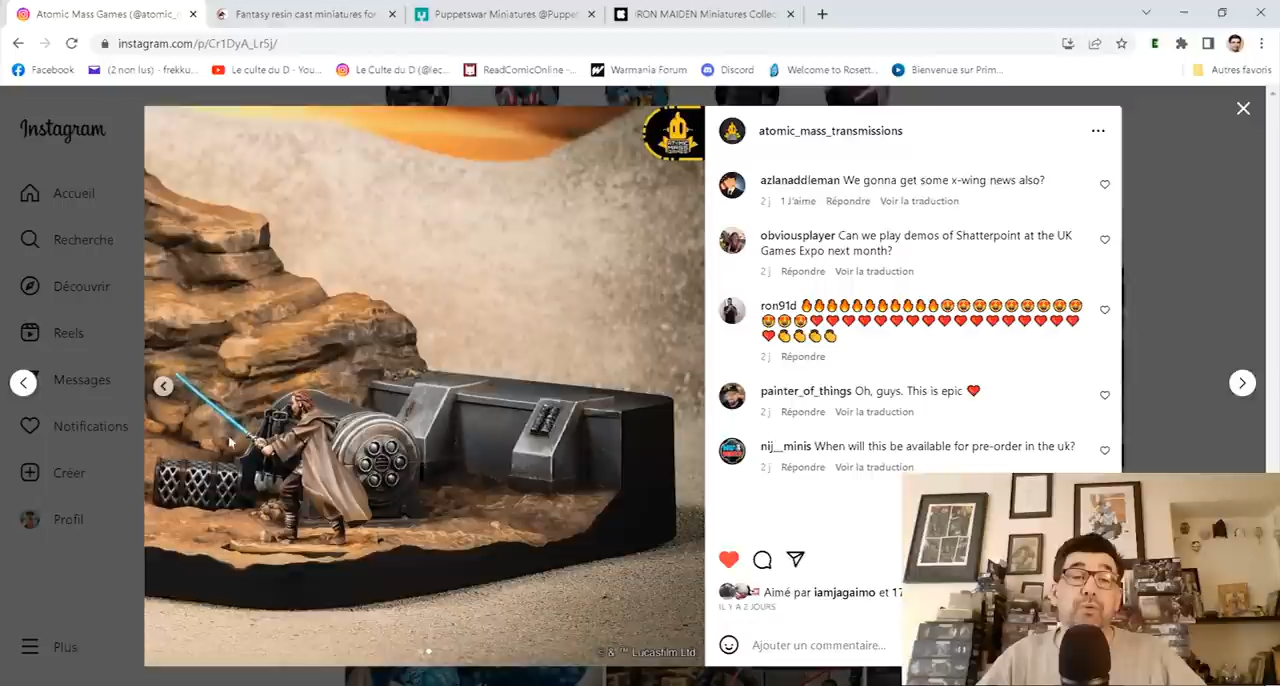 Atomic Mass Games (@atomic_
Fantasy resin cast miniatures for
Puppetswar Miniatures @Puppet
IRON MAIDEN Miniatures Collec
instagram.com/p/Cr1DyA_Lr5j/
Facebook
(2 non lus) - frekku...
Le culte du D - You...
Le Culte du D (@lec...
ReadComicOnline -...
Warmania Forum
Discord
Welcome to Rosett...
Bienvenue sur Prim...
Autres favoris
Instagram
Accueil
Recherche
Découvrir
Reels
Messages
Notifications
Créer
Profil
Plus
ATOMIC MASS GAMES
© & ™ Lucasfilm Ltd.
atomic_mass_transmissions
azlanaddleman We gonna get some x-wing news also?
2 j 1 J'aime Répondre Voir la traduction
obviousplayer Can we play demos of Shatterpoint at the UK
Games Expo next month?
2 j Répondre Voir la traduction
ron91d 🔥🔥🔥🔥🔥🔥🔥🔥🔥🔥🔥🔥😍😍😍😍😍😍😍😍😍
😍😍😍❤❤❤❤❤❤❤❤❤❤❤❤❤❤❤❤❤
❤👏👏👏👏
2 j Répondre
painter_of_things Oh, guys. This is epic ❤
2 j Répondre Voir la traduction
nij__minis When will this be available for pre-order in the uk?
2 j Répondre Voir la traduction
Aimé par iamjagaimo et 17
IL Y A 2 JOURS
Ajouter un commentaire...